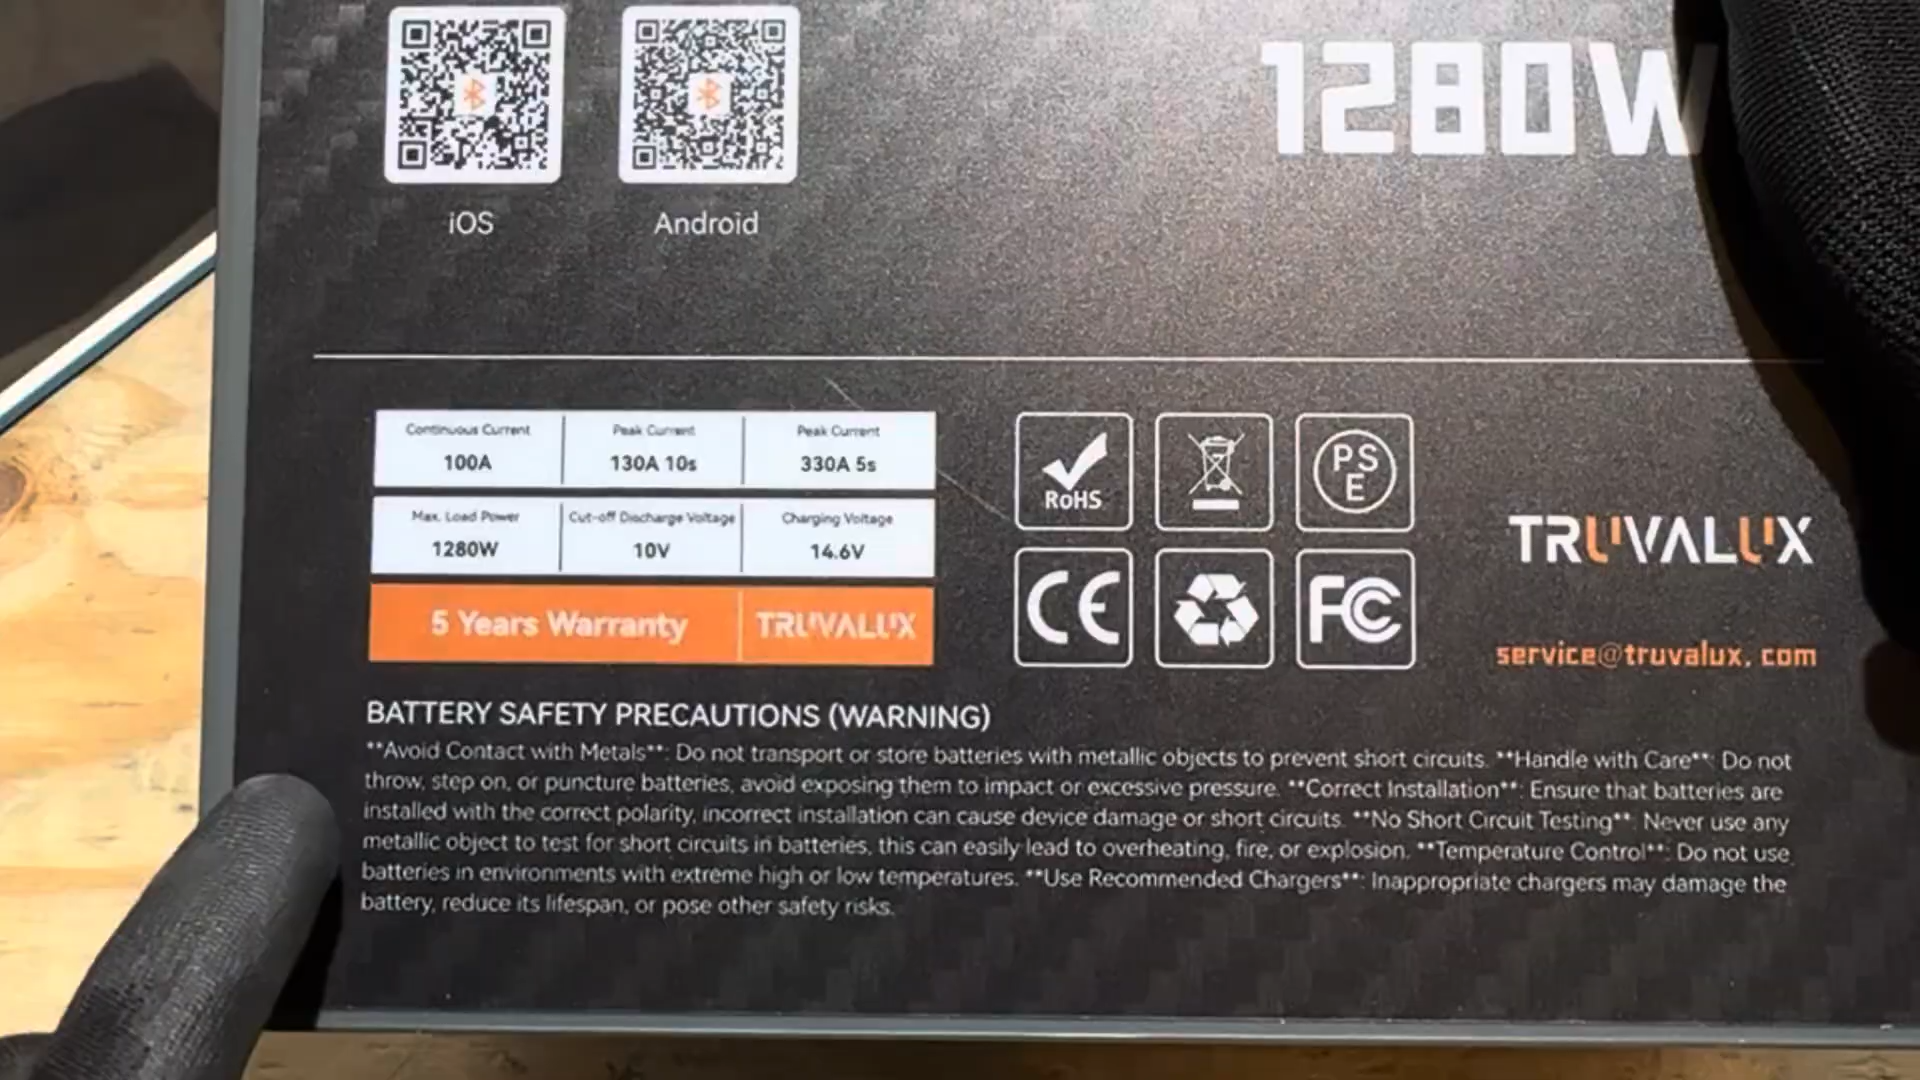 1280W
iOS
Android
Continuous Current
100A
Peak Current
130A 10s
Peak Current
330A 5s
Max. Load Power
1280W
Cut-off Discharge Voltage
10V
Charging Voltage
14.6V
5 Years Warranty
TRUVALUX
RoHS
PS
E
CE
FC
TRUVALUX
service@truvalux.com
BATTERY SAFETY PRECAUTIONS (WARNING)
**Avoid Contact with Metals**: Do not transport or store batteries with metallic objects to prevent short circuits. **Handle with Care**: Do not
throw, step on, or puncture batteries, avoid exposing them to impact or excessive pressure. **Correct Installation**: Ensure that batteries are
installed with the correct polarity, incorrect installation can cause device damage or short circuits. **No Short Circuit Testing**: Never use any
metallic object to test for short circuits in batteries, this can easily lead to overheating, fire, or explosion. **Temperature Control**: Do not use
batteries in environments with extreme high or low temperatures. **Use Recommended Chargers**: Inappropriate chargers may damage the
battery, reduce its lifespan, or pose other safety risks.